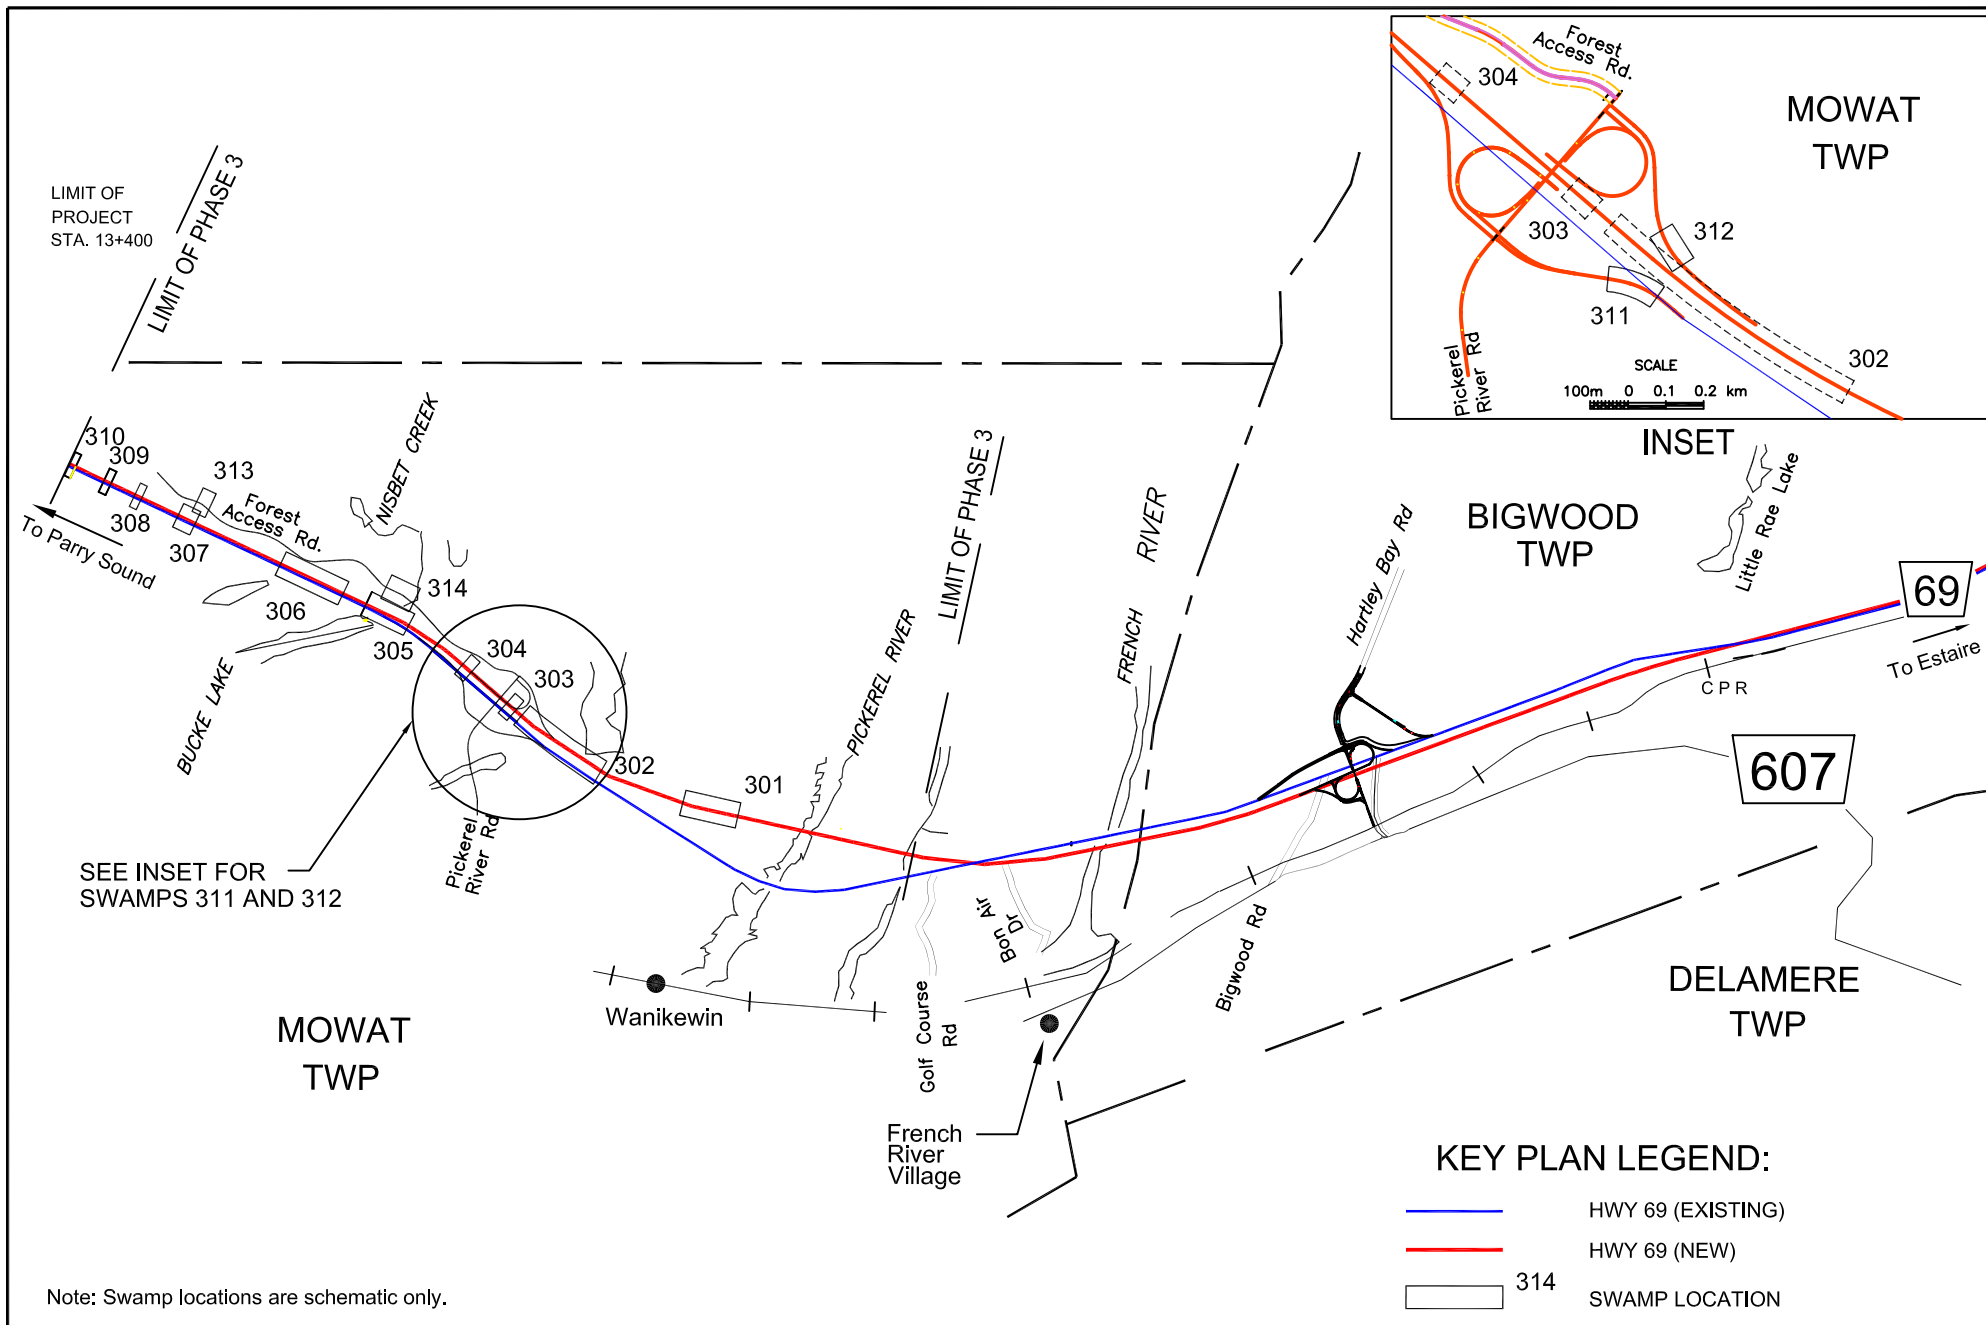 LIMIT OF
PROJECT
STA. 13+400
LIMIT OF PHASE 3
Forest
Access Rd.
304
MOWAT
TWP
303
312
311
302
Pickerel
River Rd
SCALE
100m 0 0.1 0.2 km
INSET
310
309
308
307
313
Forest
Access Rd.
To Parry Sound
306
NISBET CREEK
314
305
BUCKE LAKE
304
303
302
301
Pickerel
River Rd
PICKEREL RIVER
LIMIT OF PHASE 3
FRENCH
RIVER
Hartley Bay Rd
BIGWOOD
TWP
Little Rae Lake
69
To Estaire
C P R
607
SEE INSET FOR
SWAMPS 311 AND 312
Wanikewin
Golf Course
Rd
Bon Air
Dr
Bigwood Rd
MOWAT
TWP
DELAMERE
TWP
French
River
Village
KEY PLAN LEGEND:
HWY 69 (EXISTING)
HWY 69 (NEW)
314
SWAMP LOCATION
Note: Swamp locations are schematic only.